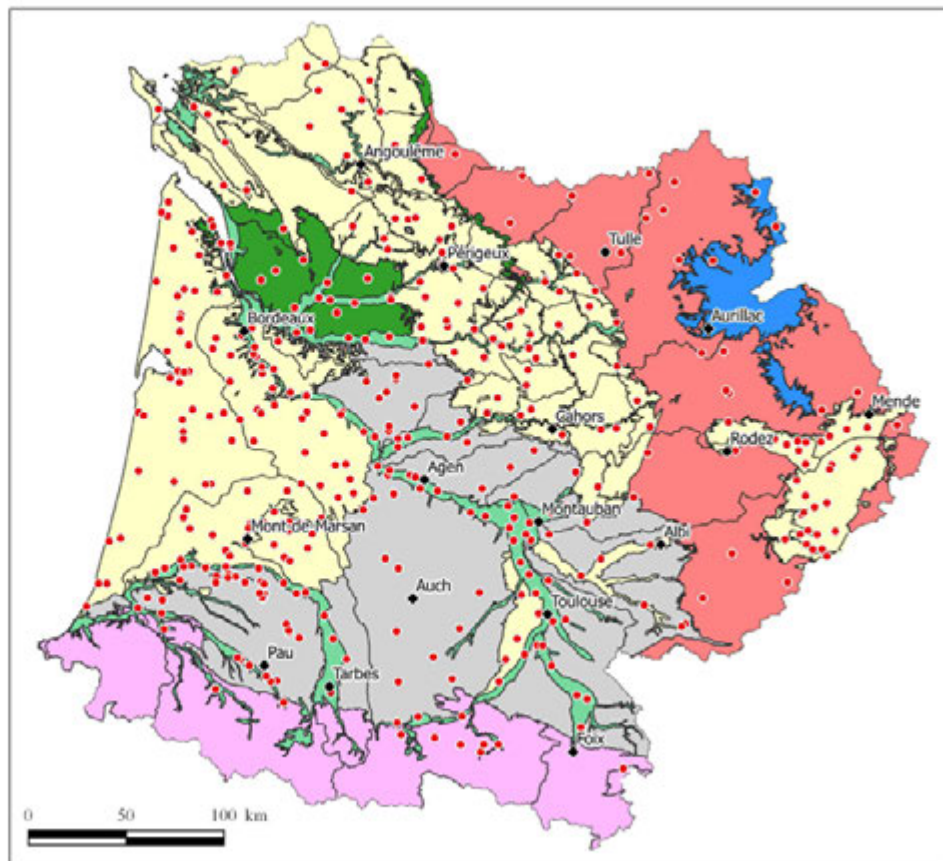 Angoulême
Tulle
Périgeux
Aurillac
Bordeaux
Mende
Cahors
Rodez
Agen
Mont-de-Marsan
Montauban
Albi
Auch
Toulouse
Pau
Tarbes
Foix
0 50 100 km